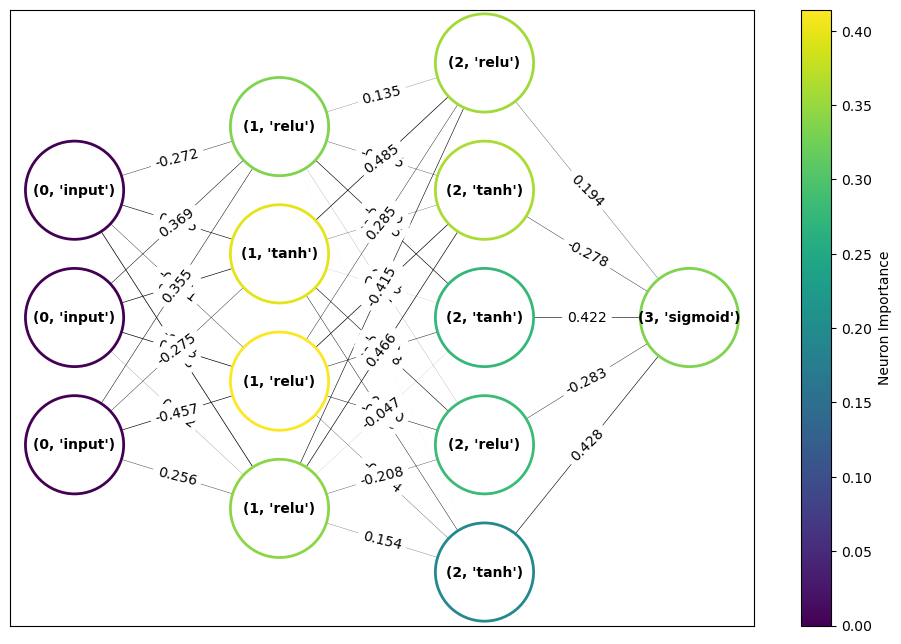 (2, 'relu')
0.40
0.135
(1, 'relu')
0.485
-0.272
0.35
(0, 'input')
(2, 'tanh')
0.194
0.369
0.285
0.30
(1, 'tanh')
-0.278
0.355
-0.415
0.25
(0, 'input')
(2, 'tanh')
0.422
(3, 'sigmoid')
Neuron Importance
-0.275
0.466
0.20
(1, 'relu')
-0.283
-0.457
-0.047
0.15
(0, 'input')
(2, 'relu')
0.428
0.256
-0.208
0.10
(1, 'relu')
0.154
0.05
(2, 'tanh')
0.00